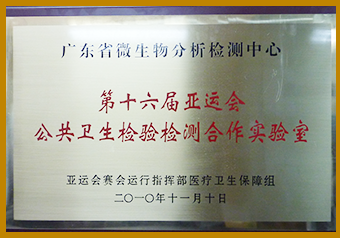 广东省微生物分析检测中心
第十六届亚运会
公共卫生检验检测合作实验室
亚运会赛会运行指挥部医疗卫生保障组
二〇一〇年十一月十日